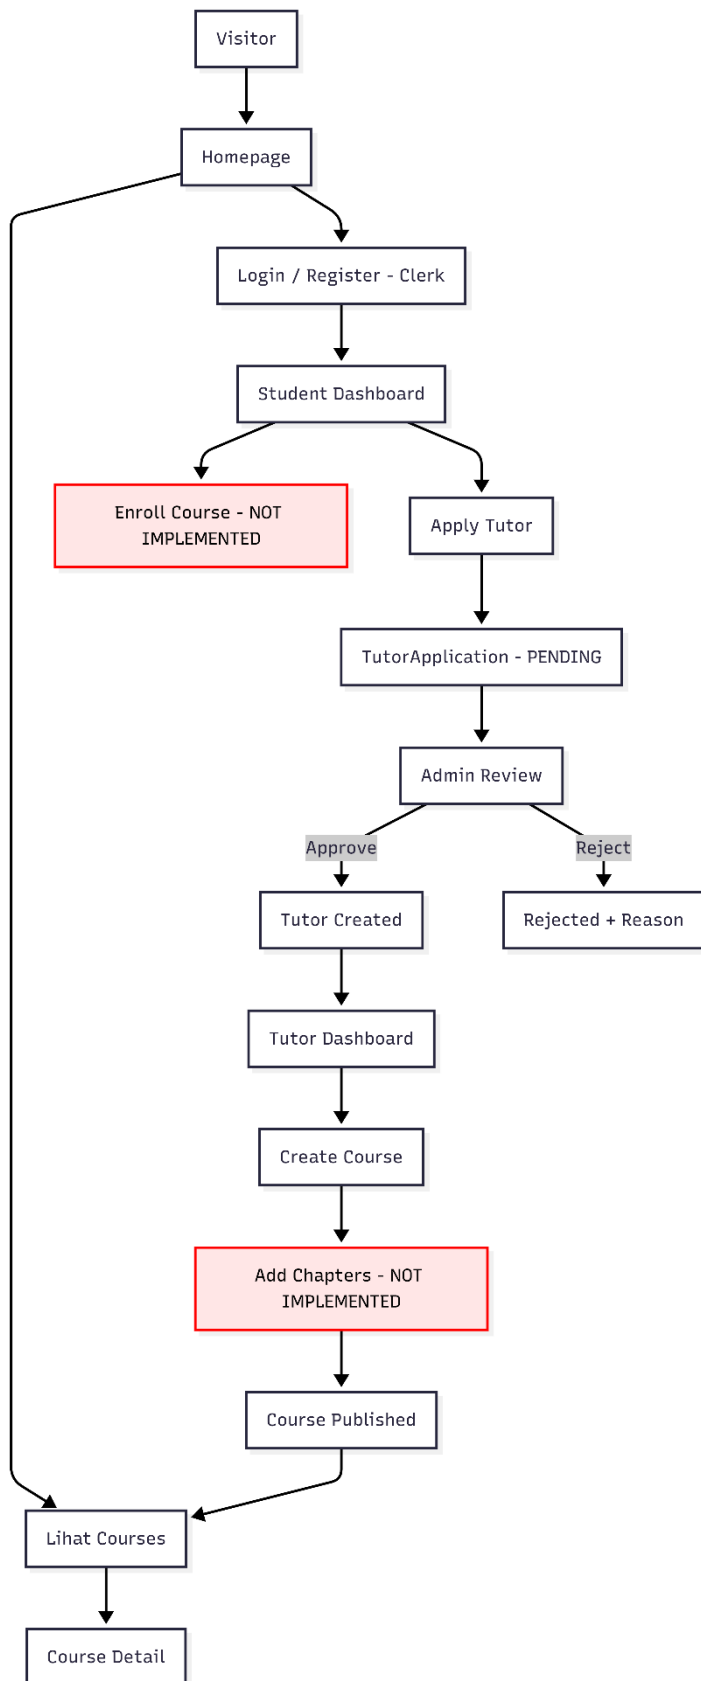 Visitor
Homepage
Login / Register - Clerk
Student Dashboard
Enroll Course - NOT
IMPLEMENTED
Apply Tutor
TutorApplication - PENDING
Admin Review
Approve
Reject
Tutor Created
Rejected + Reason
Tutor Dashboard
Create Course
Add Chapters - NOT
IMPLEMENTED
Course Published
Lihat Courses
Course Detail